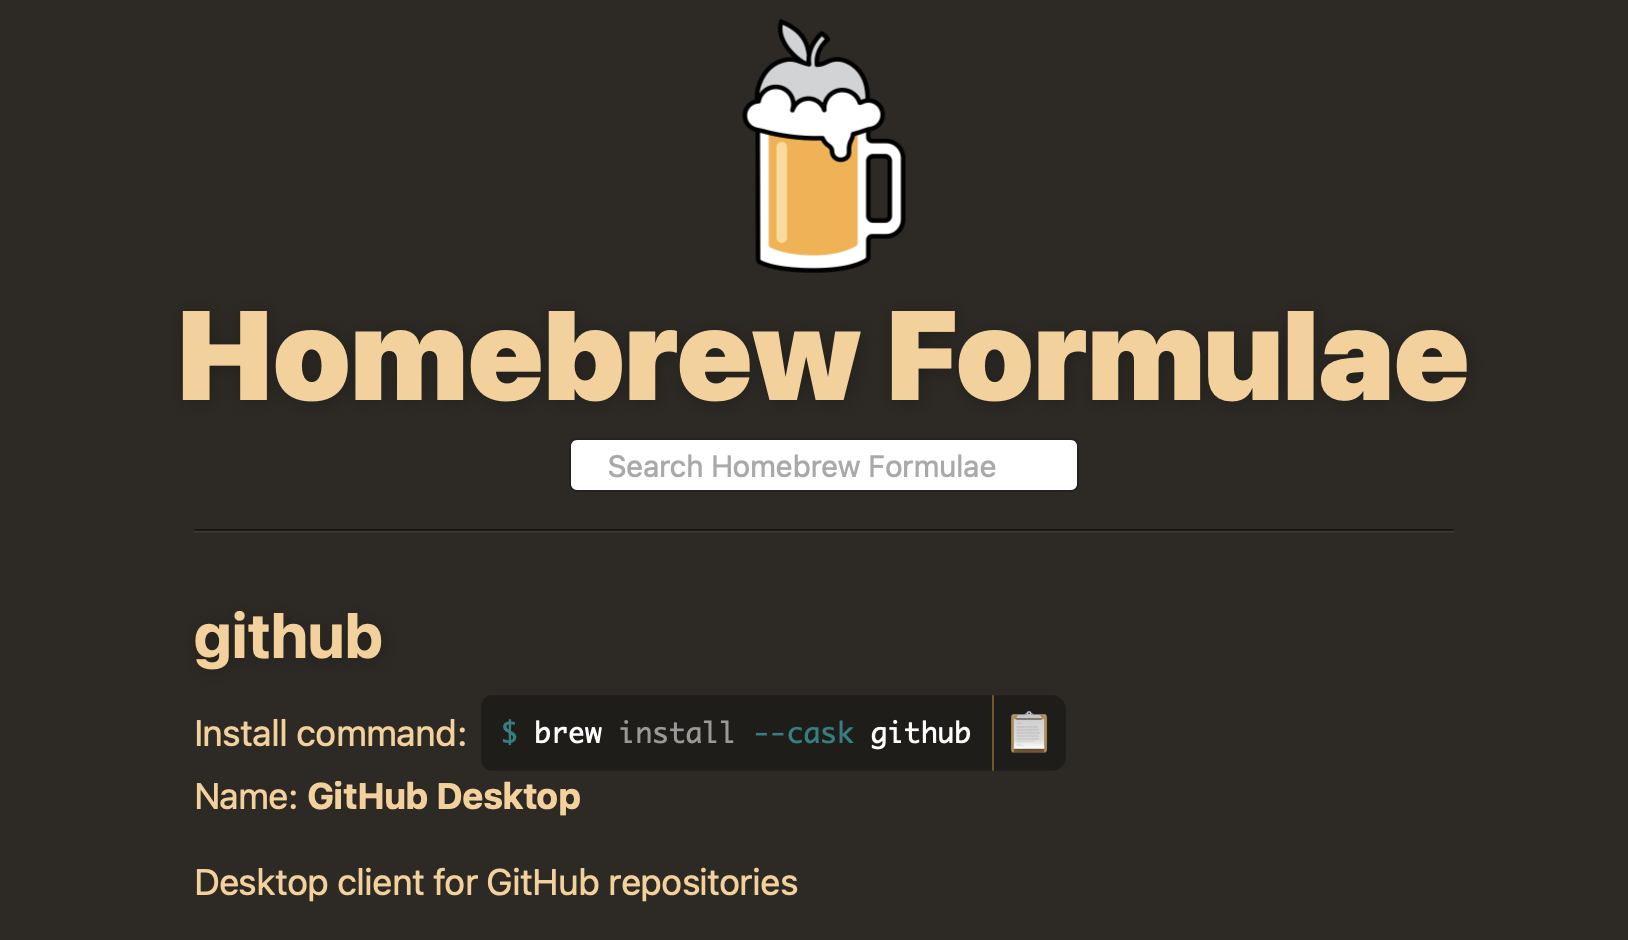 Homebrew Formulae
Search Homebrew Formulae
github
Install command: $ brew install --cask github
Name: GitHub Desktop
Desktop client for GitHub repositories